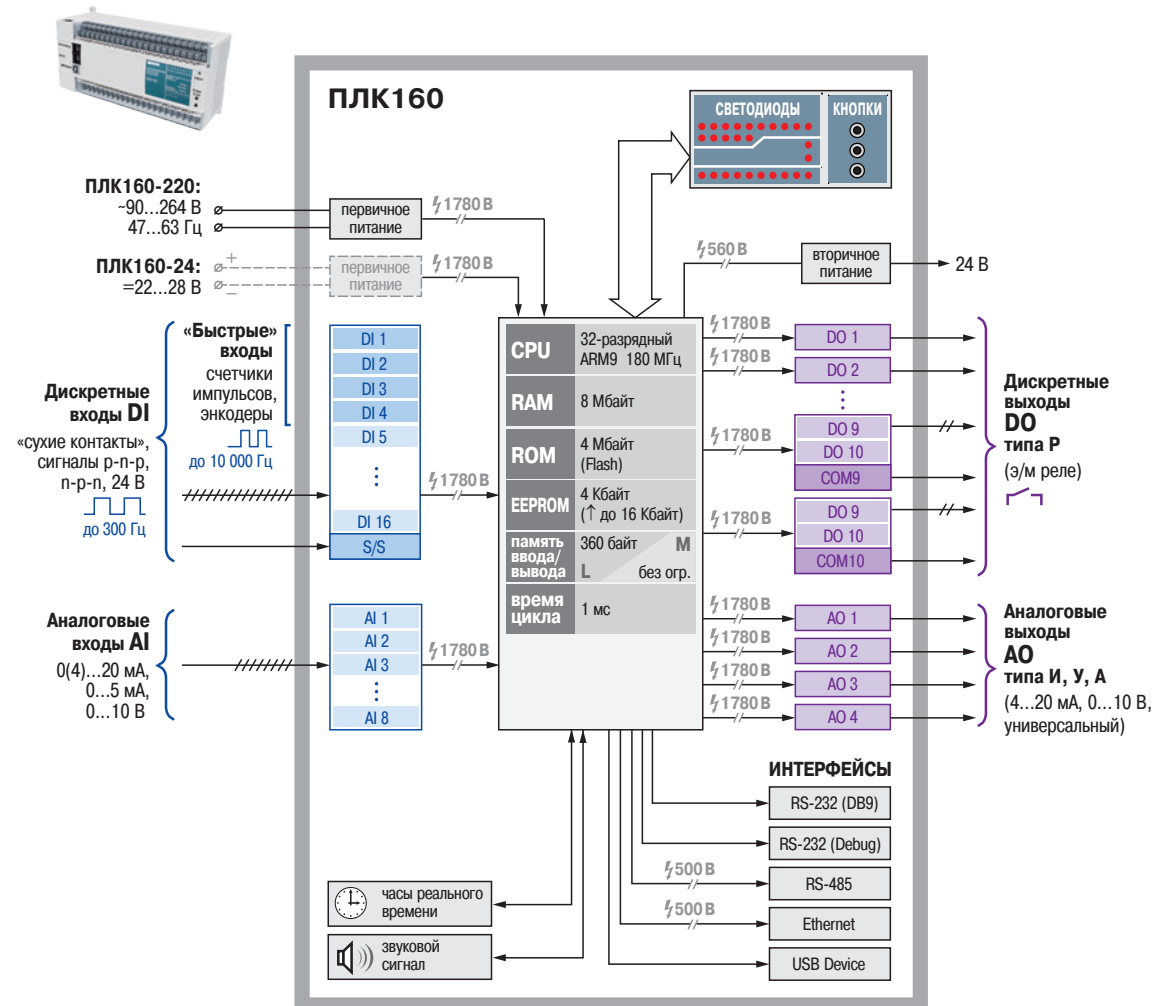 ПЛК160
СВЕТОДИОДЫ
КНОПКИ
ПЛК160-220:
~90...264 В
47...63 Гц
первичное
питание
1780 В
ПЛК160-24:
=22...28 В
+
–
первичное
питание
1780 В
560 В
вторичное
питание
24 В
Дискретные
входы DI
«сухие контакты»,
сигналы p-n-p,
n-p-n, 24 В
до 300 Гц
«Быстрые»
входы
счетчики
импульсов,
энкодеры
до 10 000 Гц
DI 1
DI 2
DI 3
DI 4
DI 5
DI 16
S/S
1780 В
CPU
32-разрядный
ARM9 180 МГц
RAM
8 Мбайт
ROM
4 Мбайт
(Flash)
EEPROM
4 Кбайт
(↑ до 16 Кбайт)
память
ввода/
вывода
360 байт
M
L
без огр.
время
цикла
1 мс
1780 В
DO 1
1780 В
DO 2
1780 В
DO 9
DO 10
COM9
1780 В
DO 9
DO 10
COM10
Дискретные
выходы
DO
типа Р
(э/м реле)
Аналоговые
входы AI
0(4)...20 мА,
0...5 мА,
0...10 В
AI 1
AI 2
AI 3
AI 8
1780 В
1780 В
AO 1
1780 В
AO 2
1780 В
AO 3
1780 В
AO 4
Аналоговые
выходы
AO
типа И, У, А
(4...20 мА, 0...10 В,
универсальный)
ИНТЕРФЕЙСЫ
RS-232 (DB9)
RS-232 (Debug)
500 В
RS-485
500 В
Ethernet
USB Device
часы реального
времени
звуковой
сигнал